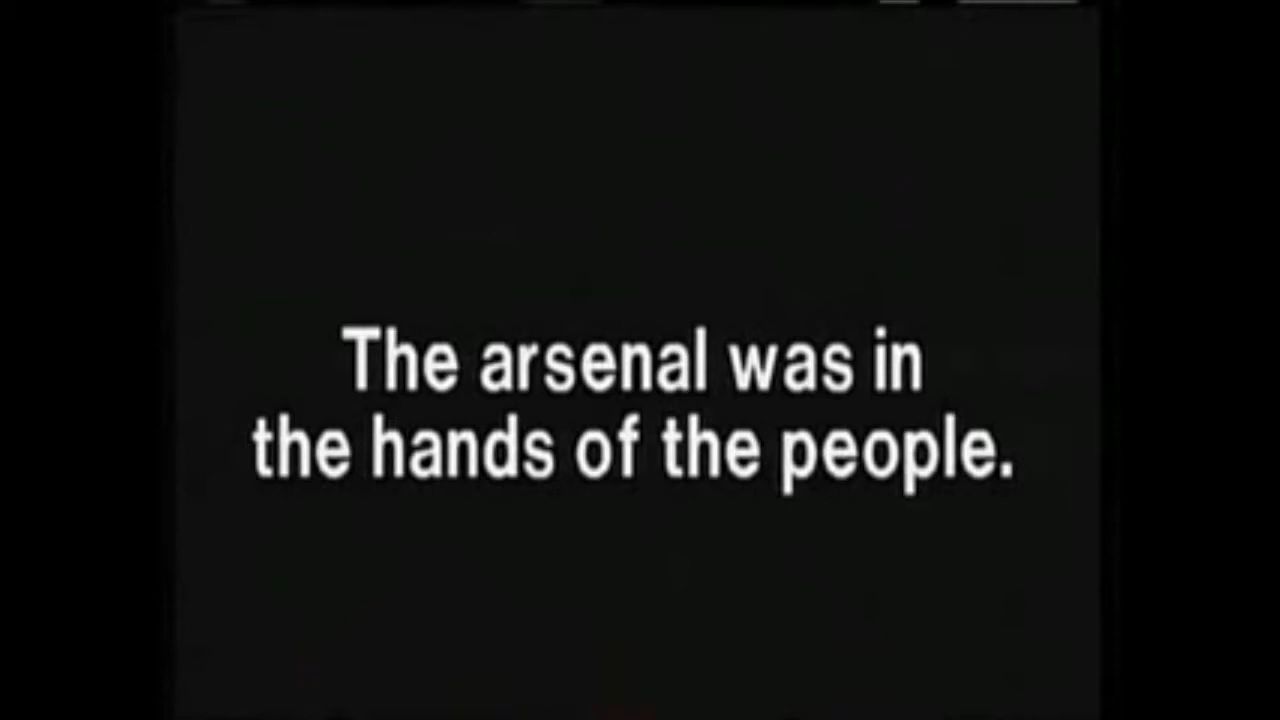 The arsenal was in
the hands of the people.